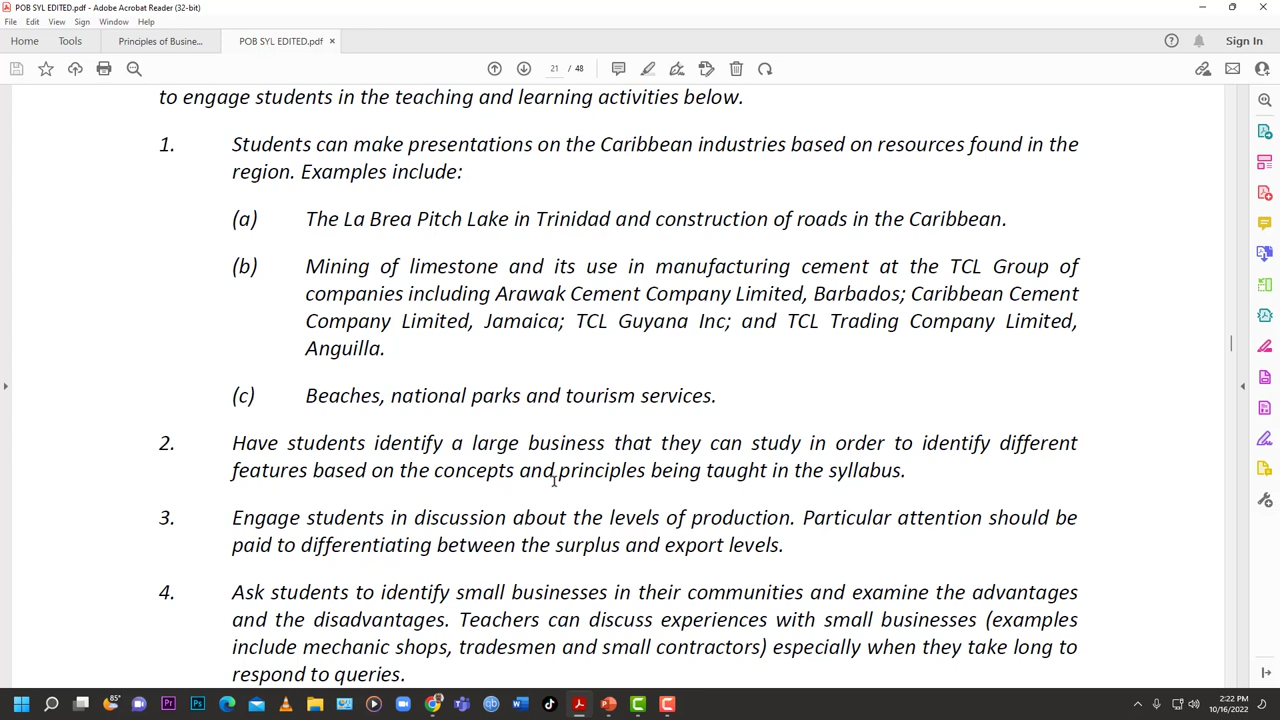 POB SYL EDITED.pdf - Adobe Acrobat Reader (32-bit)
File Edit View Sign Window Help
Home Tools Principles of Busine... POB SYL EDITED.pdf × Sign In
21 / 48
to engage students in the teaching and learning activities below.
1. Students can make presentations on the Caribbean industries based on resources found in the
region. Examples include:
(a) The La Brea Pitch Lake in Trinidad and construction of roads in the Caribbean.
(b) Mining of limestone and its use in manufacturing cement at the TCL Group of
companies including Arawak Cement Company Limited, Barbados; Caribbean Cement
Company Limited, Jamaica; TCL Guyana Inc; and TCL Trading Company Limited,
Anguilla.
(c) Beaches, national parks and tourism services.
2. Have students identify a large business that they can study in order to identify different
features based on the concepts and principles being taught in the syllabus.
3. Engage students in discussion about the levels of production. Particular attention should be
paid to differentiating between the surplus and export levels.
4. Ask students to identify small businesses in their communities and examine the advantages
and the disadvantages. Teachers can discuss experiences with small businesses (examples
include mechanic shops, tradesmen and small contractors) especially when they take long to
respond to queries.
85°
Pr
Ps
2:22 PM
10/16/2022